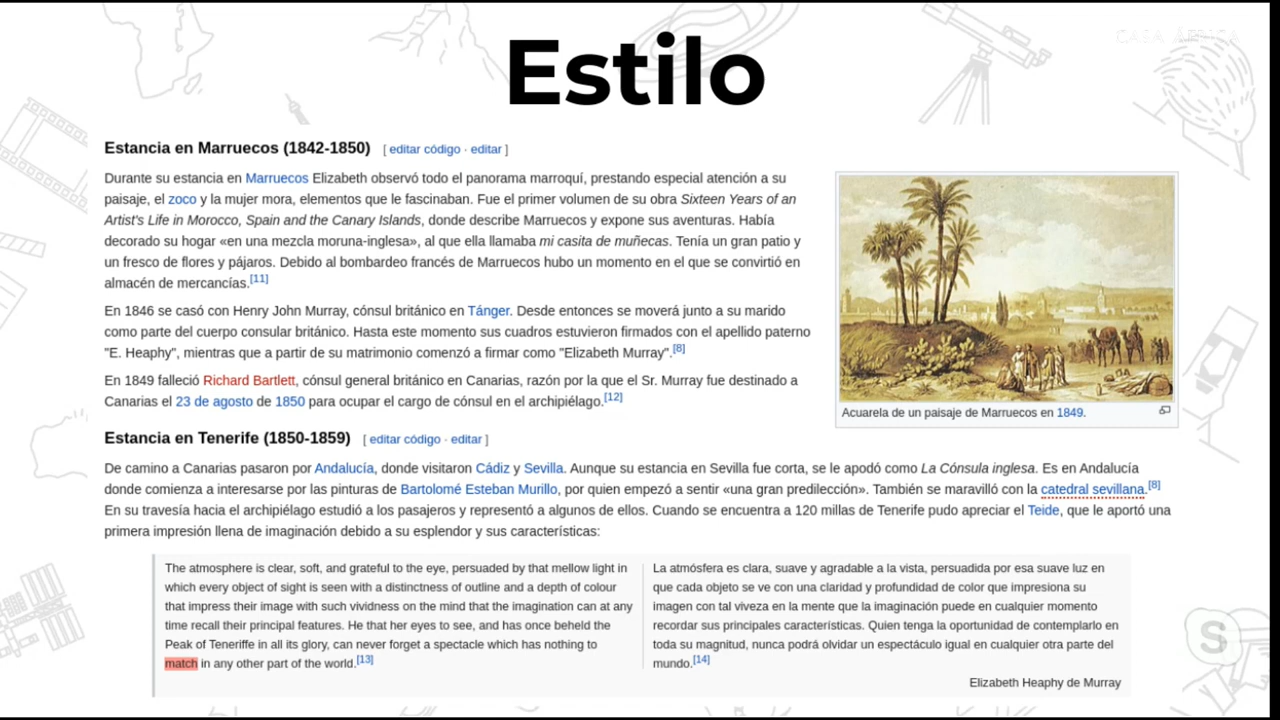 CASA ÁFRICA
Estilo
Estancia en Marruecos (1842-1850) [ editar código · editar ]
Durante su estancia en Marruecos Elizabeth observó todo el panorama marroquí, prestando especial atención a su
paisaje, el zoco y la mujer mora, elementos que le fascinaban. Fue el primer volumen de su obra Sixteen Years of an
Artist's Life in Morocco, Spain and the Canary Islands, donde describe Marruecos y expone sus aventuras. Había
decorado su hogar «en una mezcla moruna-inglesa», al que ella llamaba mi casita de muñecas. Tenía un gran patio y
un fresco de flores y pájaros. Debido al bombardeo francés de Marruecos hubo un momento en el que se convirtió en
almacén de mercancías.[11]
En 1846 se casó con Henry John Murray, cónsul británico en Tánger. Desde entonces se moverá junto a su marido
como parte del cuerpo consular británico. Hasta este momento sus cuadros estuvieron firmados con el apellido paterno
"E. Heaphy", mientras que a partir de su matrimonio comenzó a firmar como "Elizabeth Murray".[8]
En 1849 falleció Richard Bartlett, cónsul general británico en Canarias, razón por la que el Sr. Murray fue destinado a
Canarias el 23 de agosto de 1850 para ocupar el cargo de cónsul en el archipiélago.[12]
Acuarela de un paisaje de Marruecos en 1849.
Estancia en Tenerife (1850-1859) [ editar código · editar ]
De camino a Canarias pasaron por Andalucía, donde visitaron Cádiz y Sevilla. Aunque su estancia en Sevilla fue corta, se le apodó como La Cónsula inglesa. Es en Andalucía
donde comienza a interesarse por las pinturas de Bartolomé Esteban Murillo, por quien empezó a sentir «una gran predilección». También se maravilló con la catedral sevillana.[8]
En su travesía hacia el archipiélago estudió a los pasajeros y representó a algunos de ellos. Cuando se encuentra a 120 millas de Tenerife pudo apreciar el Teide, que le aportó una
primera impresión llena de imaginación debido a su esplendor y sus características:
The atmosphere is clear, soft, and grateful to the eye, persuaded by that mellow light in
which every object of sight is seen with a distinctness of outline and a depth of colour
that impress their image with such vividness on the mind that the imagination can at any
time recall their principal features. He that her eyes to see, and has once beheld the
Peak of Teneriffe in all its glory, can never forget a spectacle which has nothing to
match in any other part of the world.[13]
La atmósfera es clara, suave y agradable a la vista, persuadida por esa suave luz en
que cada objeto se ve con una claridad y profundidad de color que impresiona su
imagen con tal viveza en la mente que la imaginación puede en cualquier momento
recordar sus principales características. Quien tenga la oportunidad de contemplarlo en
toda su magnitud, nunca podrá olvidar un espectáculo igual en cualquier otra parte del
mundo.[14]
Elizabeth Heaphy de Murray
S